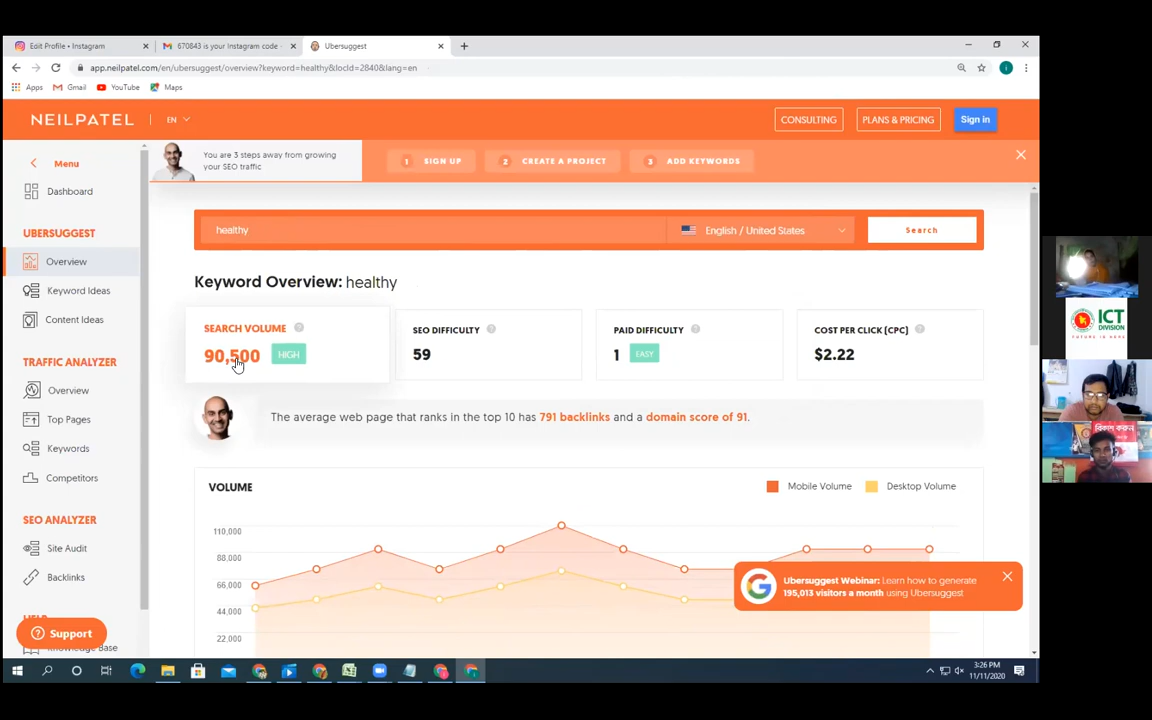 Edit Profile • Instagram
670843 is your Instagram code -
Ubersuggest
app.neilpatel.com/en/ubersuggest/overview?keyword=healthy&locId=2840&lang=en
Apps
Gmail
YouTube
Maps
NEILPATEL
EN
CONSULTING
PLANS & PRICING
Sign in
Menu
You are 3 steps away from growing
your SEO traffic
1 SIGN UP
2 CREATE A PROJECT
3 ADD KEYWORDS
Dashboard
UBERSUGGEST
Overview
Keyword Ideas
Content Ideas
TRAFFIC ANALYZER
Overview
Top Pages
Keywords
Competitors
SEO ANALYZER
Site Audit
Backlinks
Support
healthy
English / United States
Search
Keyword Overview: healthy
SEARCH VOLUME
90,500 HIGH
SEO DIFFICULTY
59
PAID DIFFICULTY
1 EASY
COST PER CLICK (CPC)
$2.22
The average web page that ranks in the top 10 has 791 backlinks and a domain score of 91.
VOLUME
Mobile Volume
Desktop Volume
110,000
88,000
66,000
44,000
22,000
Ubersuggest Webinar: Learn how to generate
195,013 visitors a month using Ubersuggest
ICT
DIVISION
3:26 PM
11/11/2020